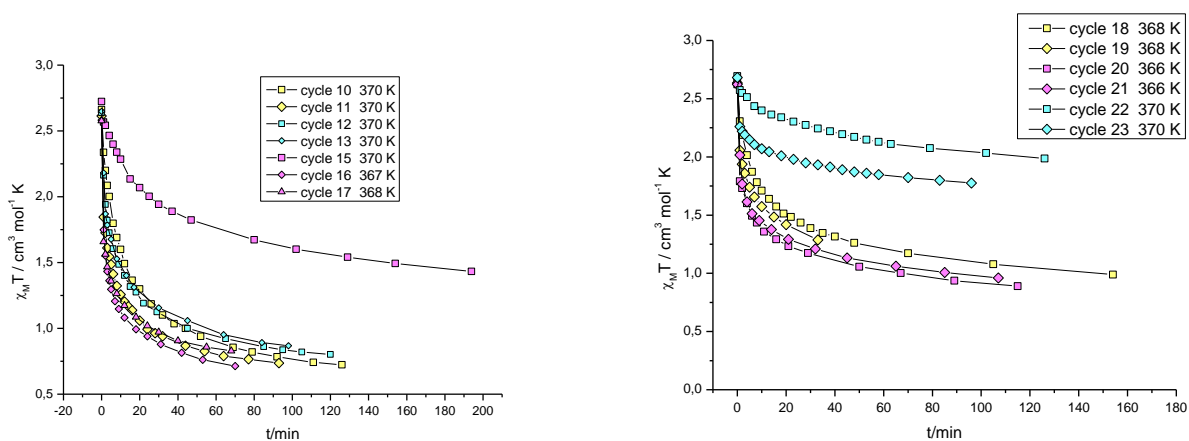 3,0
2,5
2,0
1,5
1,0
0,5
χMT / cm³ mol⁻¹ K
-20 0 20 40 60 80 100 120 140 160 180 200
t/min
cycle 10 370 K
cycle 11 370 K
cycle 12 370 K
cycle 13 370 K
cycle 15 370 K
cycle 16 367 K
cycle 17 368 K
3,0
2,5
2,0
1,5
1,0
0,5
0,0
χMT / cm³ mol⁻¹ K
0 20 40 60 80 100 120 140 160 180
t/min
cycle 18 368 K
cycle 19 368 K
cycle 20 366 K
cycle 21 366 K
cycle 22 370 K
cycle 23 370 K